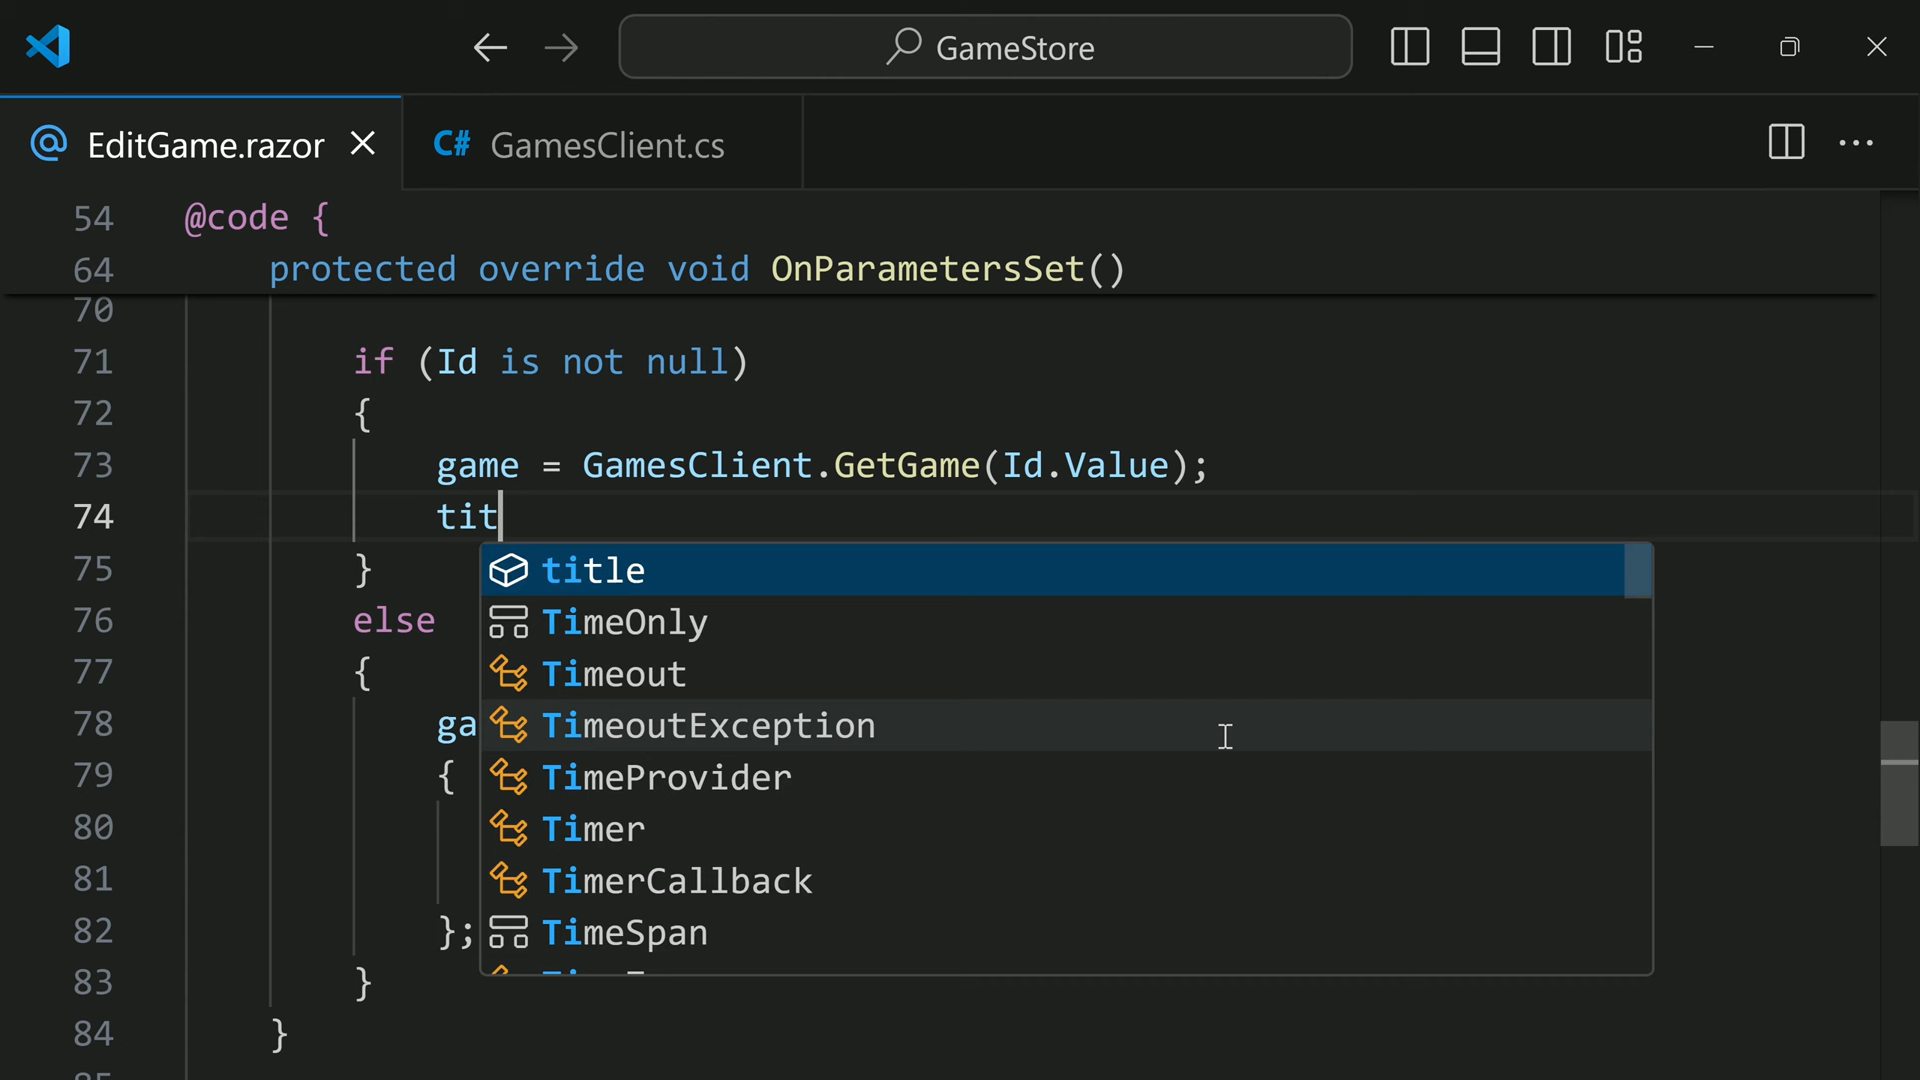 GameStore
EditGame.razor
C# GamesClient.cs
54 @code {
64 protected override void OnParametersSet()
70
71 if (Id is not null)
72 {
73 game = GamesClient.GetGame(Id.Value);
74 tit
title
75 }
TimeOnly
76 else
Timeout
77 {
TimeoutException
78 ga
TimeProvider
79 {
Timer
80
TimerCallback
81
TimeSpan
82 };
83 }
84 }